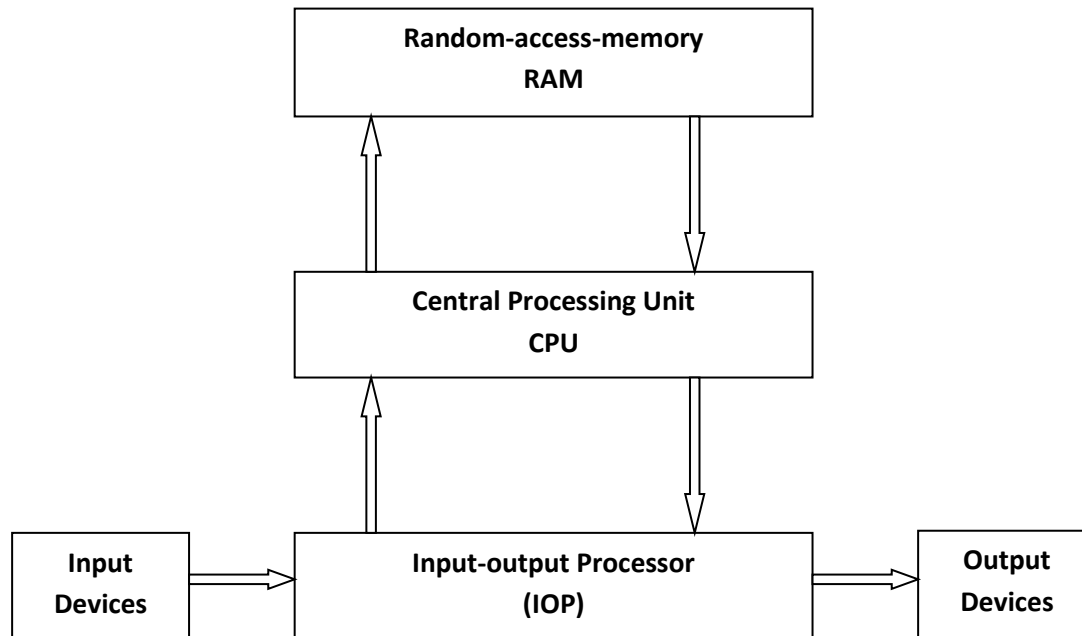 Random-access-memory
RAM
Central Processing Unit
CPU
Input
Devices
Input-output Processor
(IOP)
Output
Devices